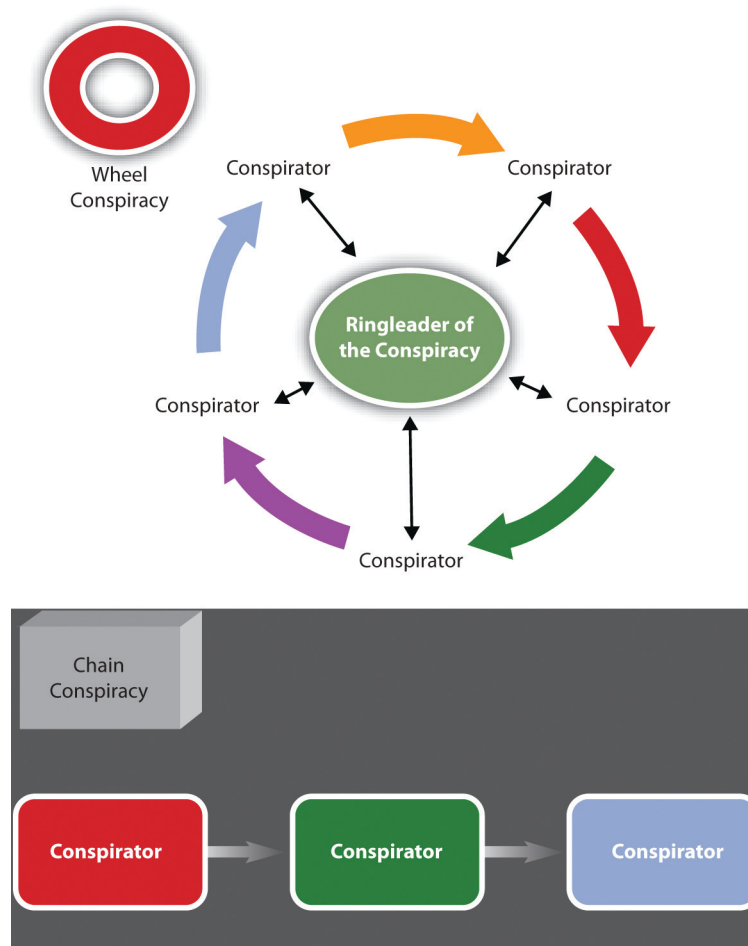 Wheel
Conspiracy
Conspirator
Conspirator
Ringleader of
the Conspiracy
Conspirator
Conspirator
Conspirator
Chain
Conspiracy
Conspirator
Conspirator
Conspirator